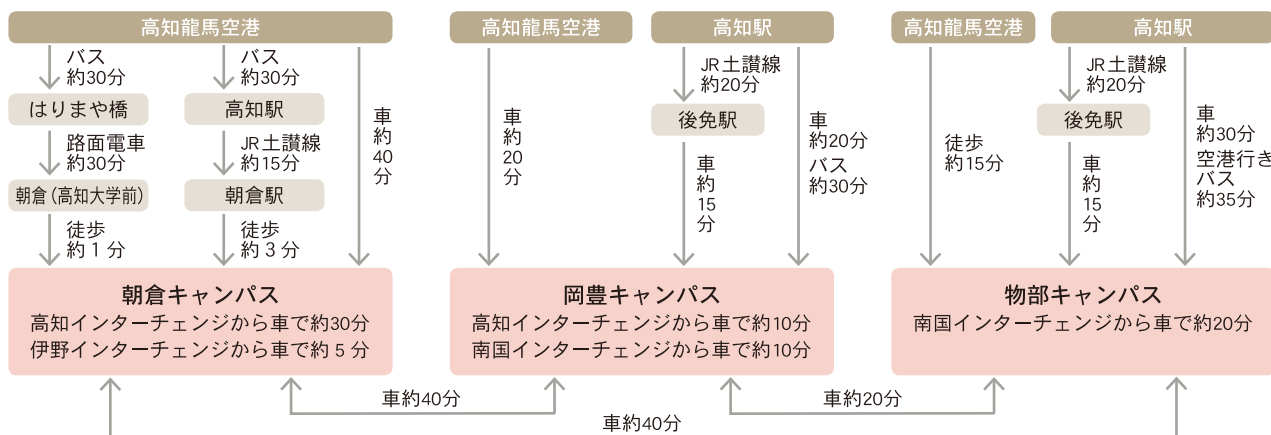 高知龍馬空港
バス
約30分
はりまや橋
路面電車
約30分
朝倉(高知大学前)
徒歩
約1分
バス
約30分
高知駅
JR土讃線
約15分
朝倉駅
徒歩
約3分
車約40分
朝倉キャンパス
高知インターチェンジから車で約30分
伊野インターチェンジから車で約5分
高知龍馬空港
車約20分
高知駅
JR土讃線
約20分
後免駅
車約15分
車
約20分
バス
約30分
岡豊キャンパス
高知インターチェンジから車で約10分
南国インターチェンジから車で約10分
高知龍馬空港
徒歩
約15分
高知駅
JR土讃線
約20分
後免駅
車約15分
車
約30分
空港行き
バス
約35分
物部キャンパス
南国インターチェンジから車で約20分
車約40分
車約20分
車約40分